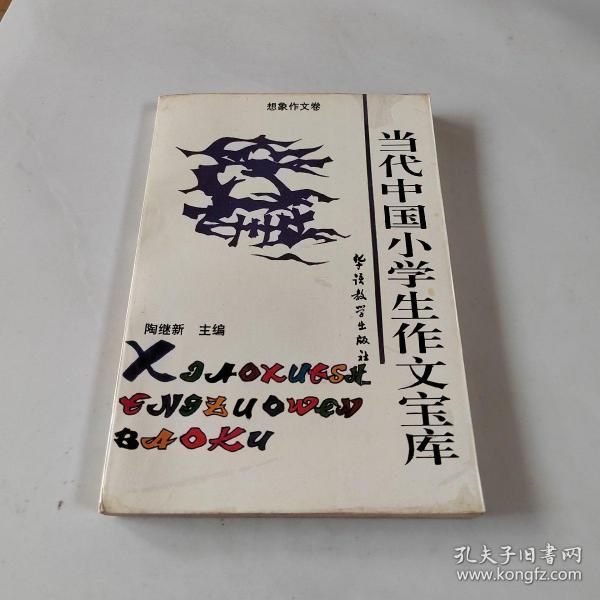 想象作文卷
当代中国小学生作文宝库
华语教学出版社
陶继新 主编
XIAOXUESH
ENGZUOWEN
BAOKU
孔夫子旧书网
www.kongfz.com